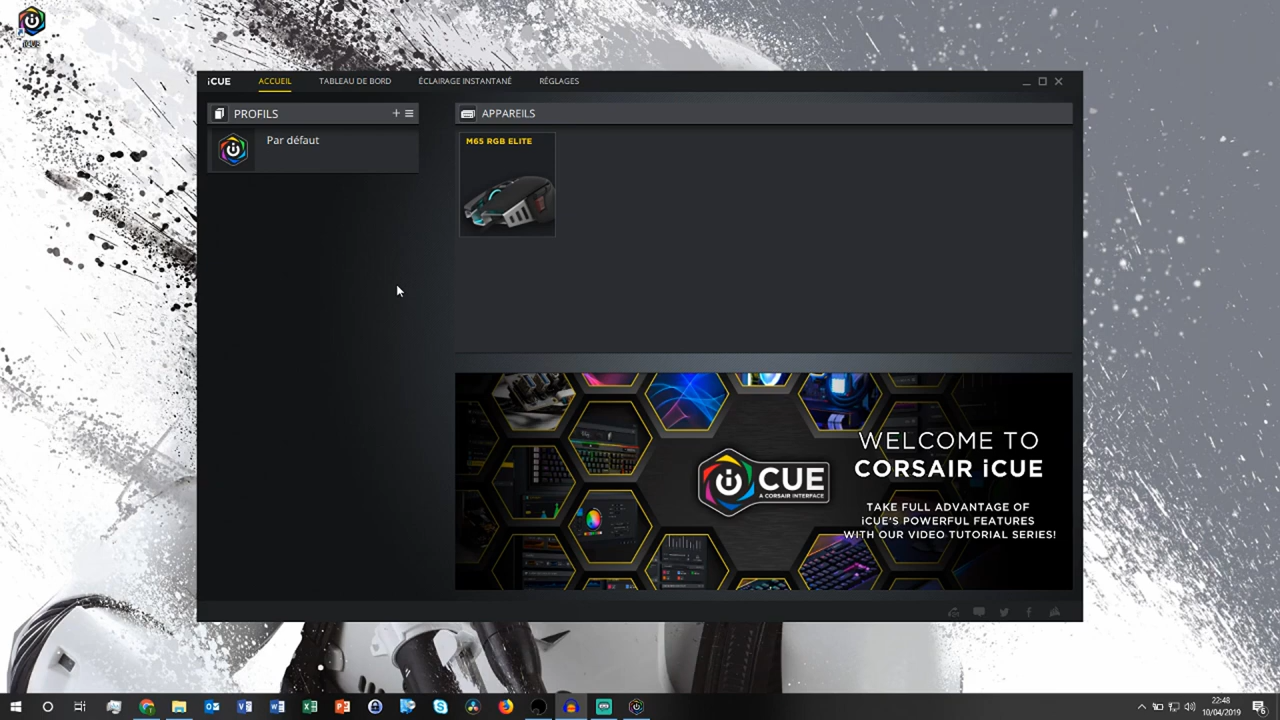 iCUE
iCUE
ACCUEIL
TABLEAU DE BORD
ÉCLAIRAGE INSTANTANÉ
RÉGLAGES
PROFILS
APPAREILS
Par défaut
M65 RGB ELITE
WELCOME TO
CORSAIR iCUE
CUE
A CORSAIR INTERFACE
TAKE FULL ADVANTAGE OF
iCUE'S POWERFUL FEATURES
WITH OUR VIDEO TUTORIAL SERIES!
22:48
10/04/2019